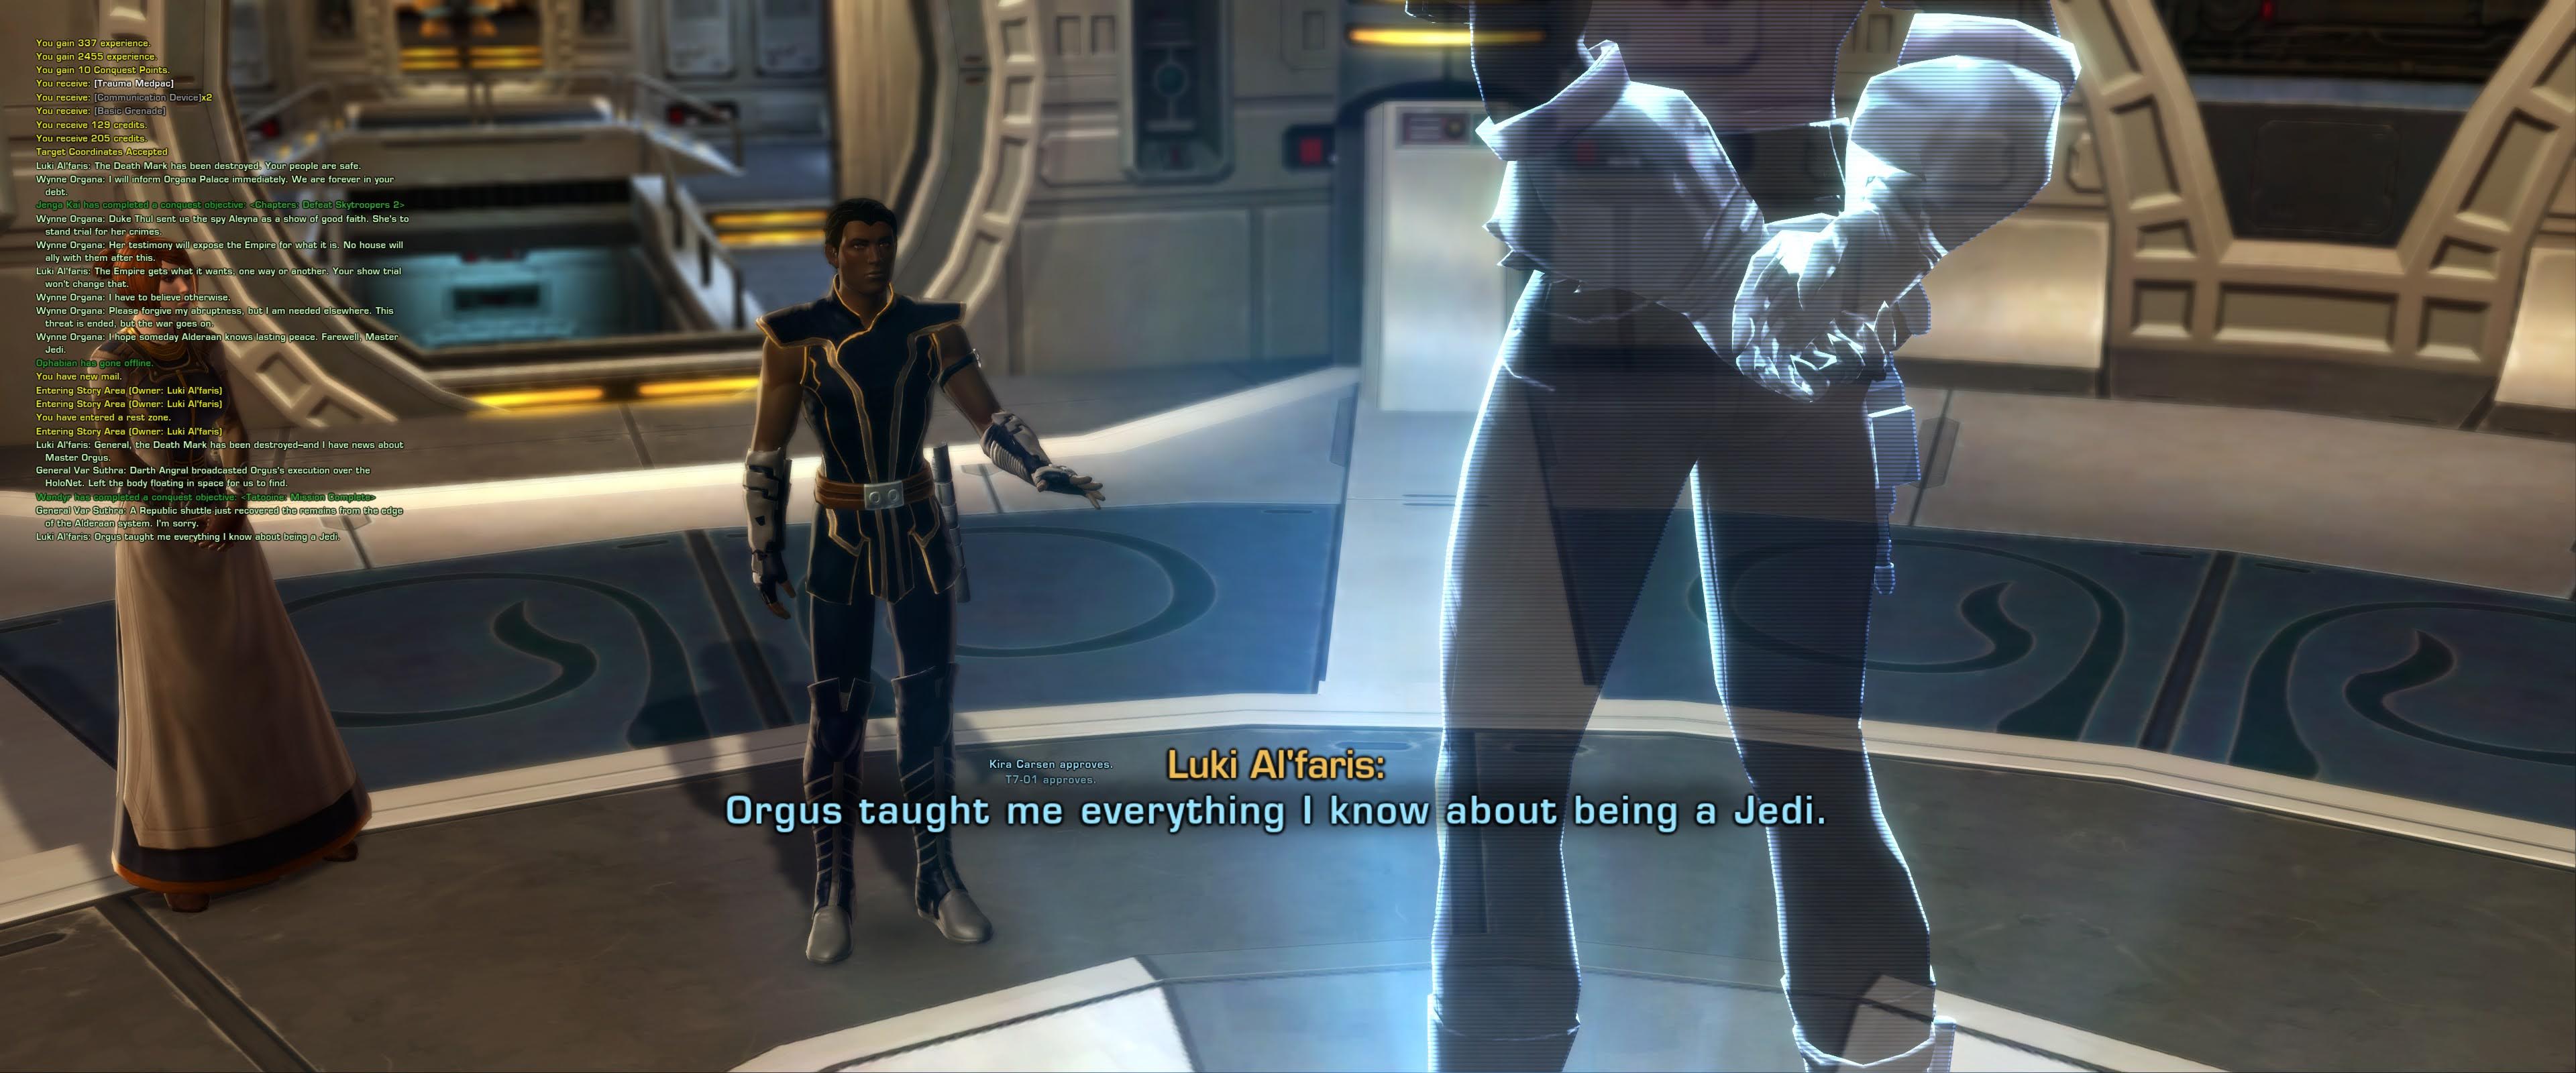 You gain 337 experience.
You gain 2455 experience.
You gain 10 Conquest Points.
You receive: [Trauma Medpac]
You receive: [Communication Device]x2
You receive: [Basic Grenade]
You receive 129 credits.
You receive 205 credits.
Target Coordinates Accepted
Luki Al'faris: The Death Mark has been destroyed. Your people are safe.
Wynne Organa: I will inform Organa Palace immediately. We are forever in your
debt.
Jenga Kai has completed a conquest objective: <Chapters: Defeat Skytroopers 2>
Wynne Organa: Duke Thul sent us the spy Aleyna as a show of good faith. She's to
stand trial for her crimes.
Wynne Organa: Her testimony will expose the Empire for what it is. No house will
ally with them after this.
Luki Al'faris: The Empire gets what it wants, one way or another. Your show trial
won't change that.
Wynne Organa: I have to believe otherwise.
Wynne Organa: Please forgive my abruptness, but I am needed elsewhere. This
threat is ended, but the war goes on.
Wynne Organa: I hope someday Alderaan knows lasting peace. Farewell, Master
Jedi.
Ophabian has gone offline.
You have new mail.
Entering Story Area (Owner: Luki Al'faris)
Entering Story Area (Owner: Luki Al'faris)
You have entered a rest zone.
Entering Story Area (Owner: Luki Al'faris)
Luki Al'faris: General, the Death Mark has been destroyed—and I have news about
Master Orgus.
General Var Suthra: Darth Angral broadcasted Orgus's execution over the
HoloNet. Left the body floating in space for us to find.
Wandyr has completed a conquest objective: <Tatooine: Mission Complete>
General Var Suthra: A Republic shuttle just recovered the remains from the edge
of the Alderaan system. I'm sorry.
Luki Al'faris: Orgus taught me everything I know about being a Jedi.
Kira Carsen approves.
T7-O1 approves.
Luki Al'faris:
Orgus taught me everything I know about being a Jedi.